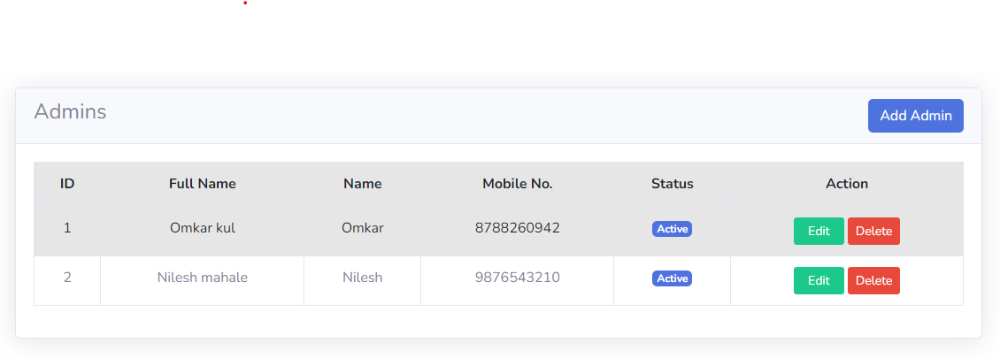 Admins
Add Admin
ID Full Name Name Mobile No. Status Action
1 Omkar kul Omkar 8788260942 Active Edit Delete
2 Nilesh mahale Nilesh 9876543210 Active Edit Delete